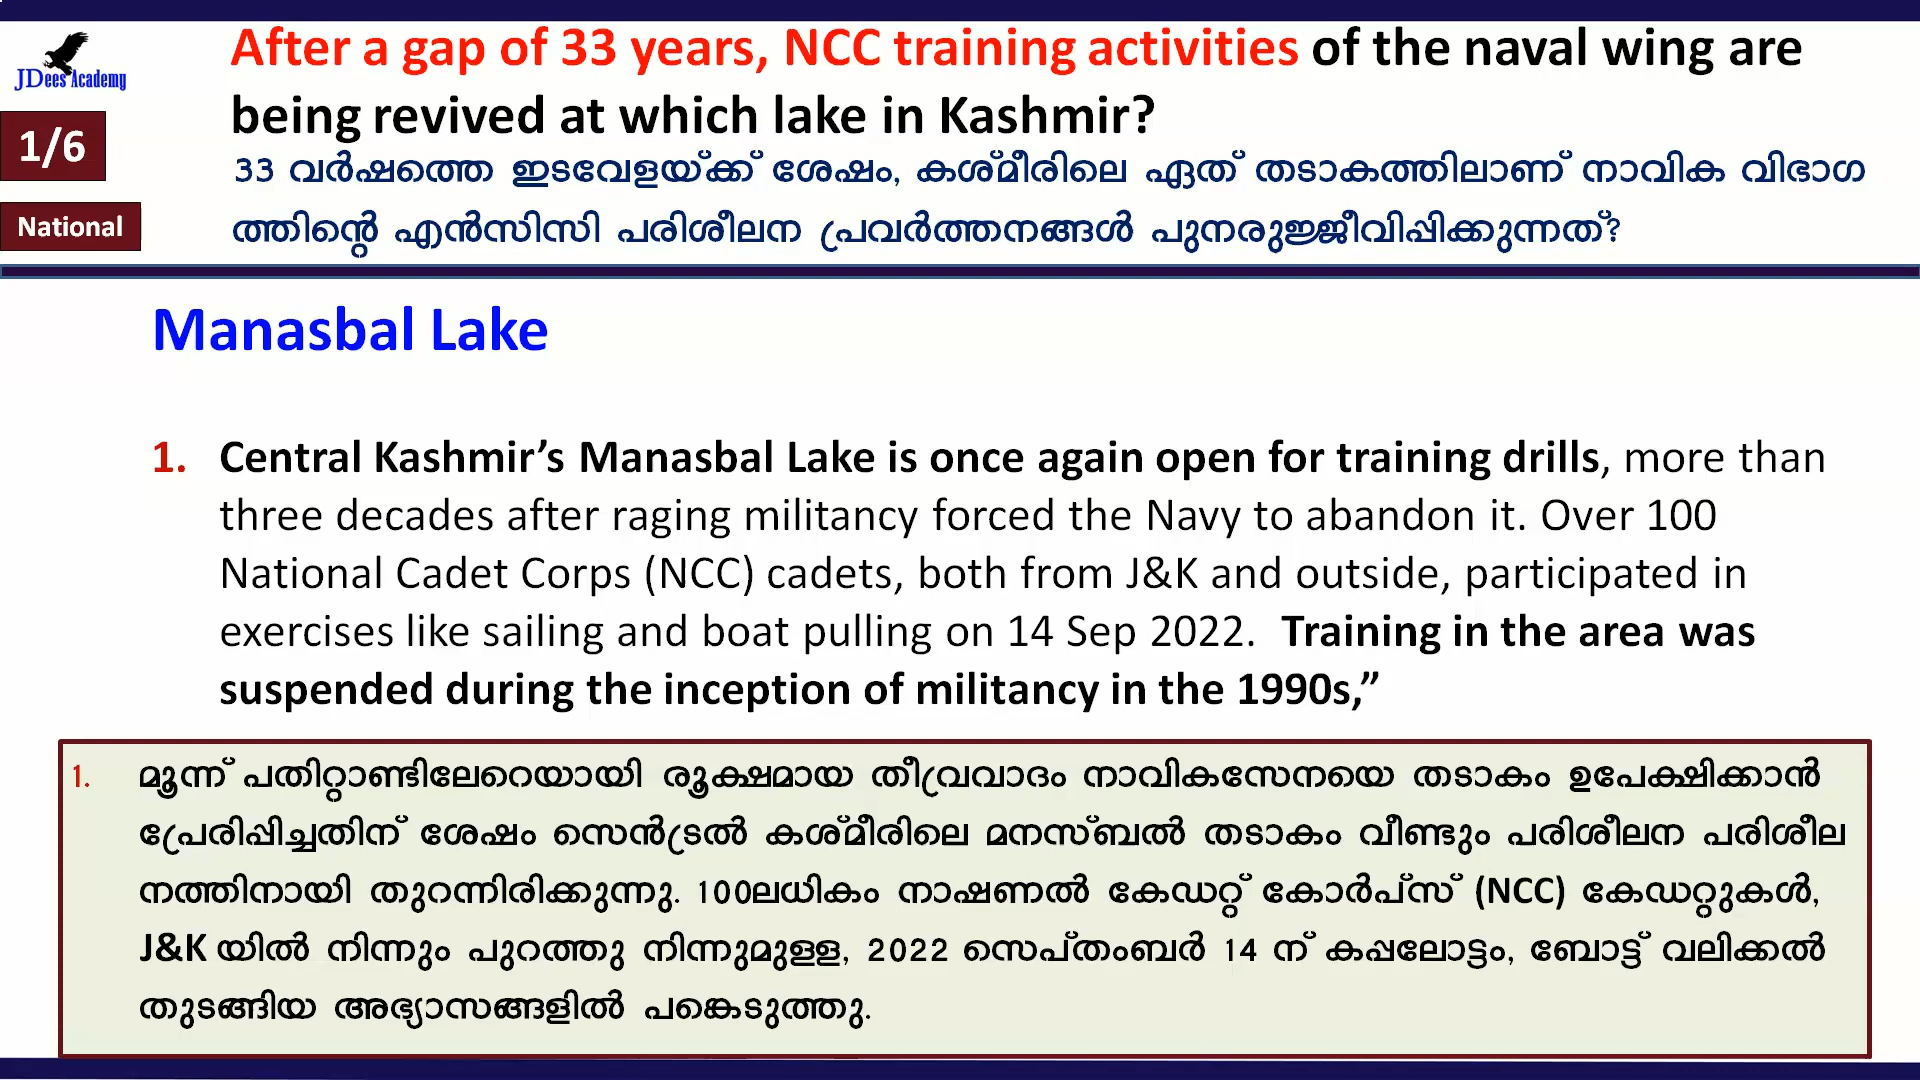 JDees Academy
After a gap of 33 years, NCC training activities of the naval wing are
being revived at which lake in Kashmir?
1/6
33 വർഷത്തെ ഇടവേളയ്ക്ക് ശേഷം, കശ്മീരിലെ ഏത് തടാകത്തിലാണ് നാവിക വിഭാഗ
ത്തിന്റെ എൻസിസി പരിശീലന പ്രവർത്തനങ്ങൾ പുനരുജ്ജീവിപ്പിക്കുന്നത്?
National
Manasbal Lake
1. Central Kashmir’s Manasbal Lake is once again open for training drills, more than
three decades after raging militancy forced the Navy to abandon it. Over 100
National Cadet Corps (NCC) cadets, both from J&K and outside, participated in
exercises like sailing and boat pulling on 14 Sep 2022. Training in the area was
suspended during the inception of militancy in the 1990s,”
1. മൂന്ന് പതിറ്റാണ്ടിലേറെയായി രൂക്ഷമായ തീവ്രവാദം നാവികസേനയെ തടാകം ഉപേക്ഷിക്കാൻ
പ്രേരിപ്പിച്ചതിന് ശേഷം സെൻട്രൽ കശ്മീരിലെ മനസ്ബൽ തടാകം വീണ്ടും പരിശീലന പരിശീല
നത്തിനായി തുറന്നിരിക്കുന്നു. 100ലധികം നാഷണൽ കേഡറ്റ് കോർപ്സ് (NCC) കേഡറ്റുകൾ,
J&K യിൽ നിന്നും പുറത്തു നിന്നുമുളള, 2022 സെപ്തംബർ 14 ന് കപ്പലോട്ടം, ബോട്ട് വലിക്കൽ
തുടങ്ങിയ അഭ്യാസങ്ങളിൽ പങ്കെടുത്തു.